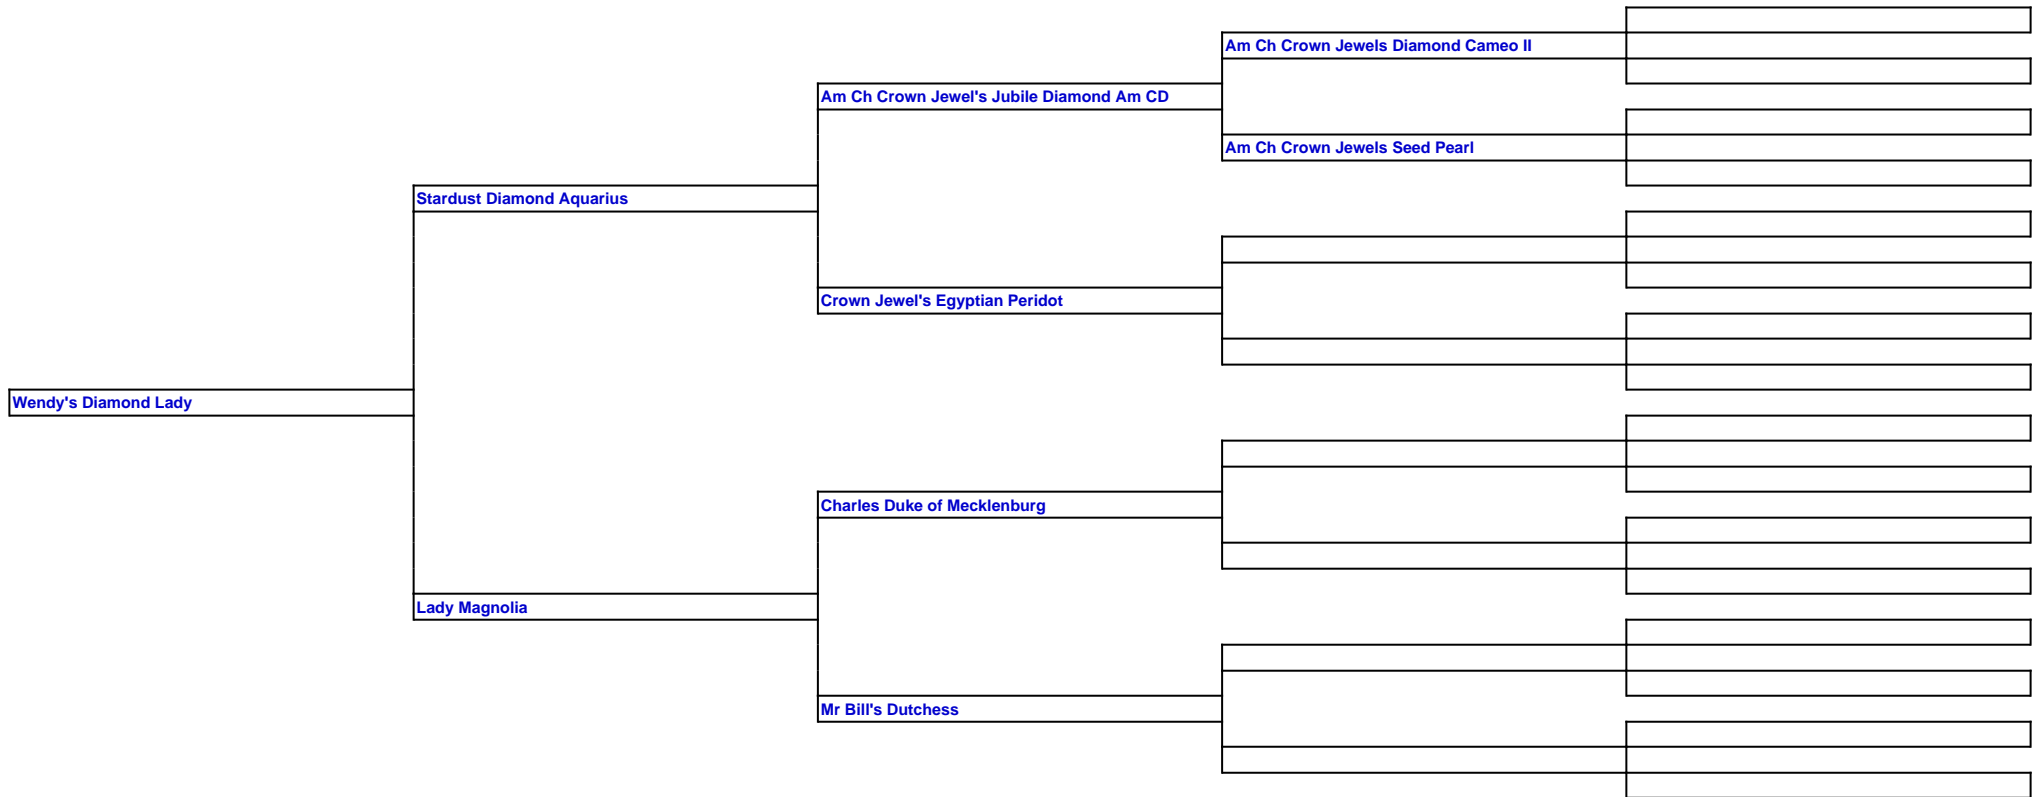 Am Ch Crown Jewels Diamond Cameo II
Am Ch Crown Jewel's Jubile Diamond Am CD
Am Ch Crown Jewels Seed Pearl
Stardust Diamond Aquarius
Crown Jewel's Egyptian Peridot
Wendy's Diamond Lady
Charles Duke of Mecklenburg
Lady Magnolia
Mr Bill's Dutchess